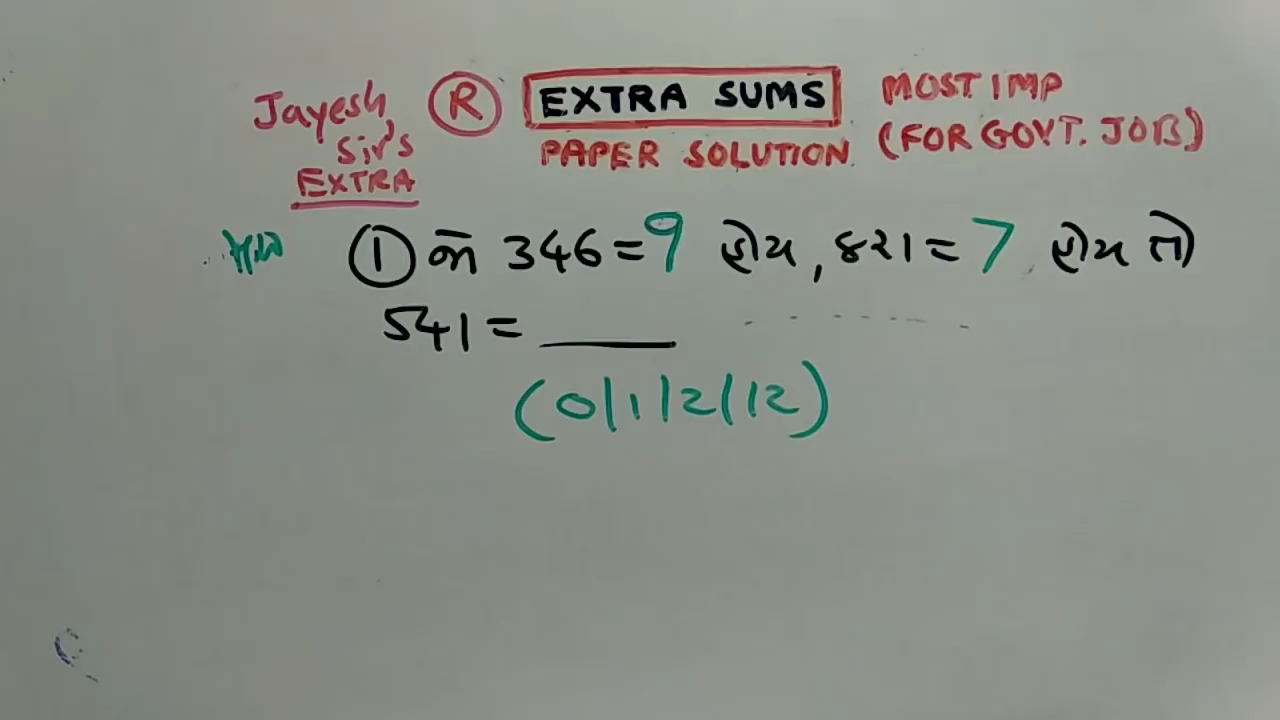 Jayesh Sir's EXTRA
Ⓡ EXTRA SUMS
PAPER SOLUTION
MOST IMP
(FOR GOVT. JOB)
① જો 346 = 9 હોય, ૪૨૧ = 7 હોય તો
541 = ______
(0/1/2/12)